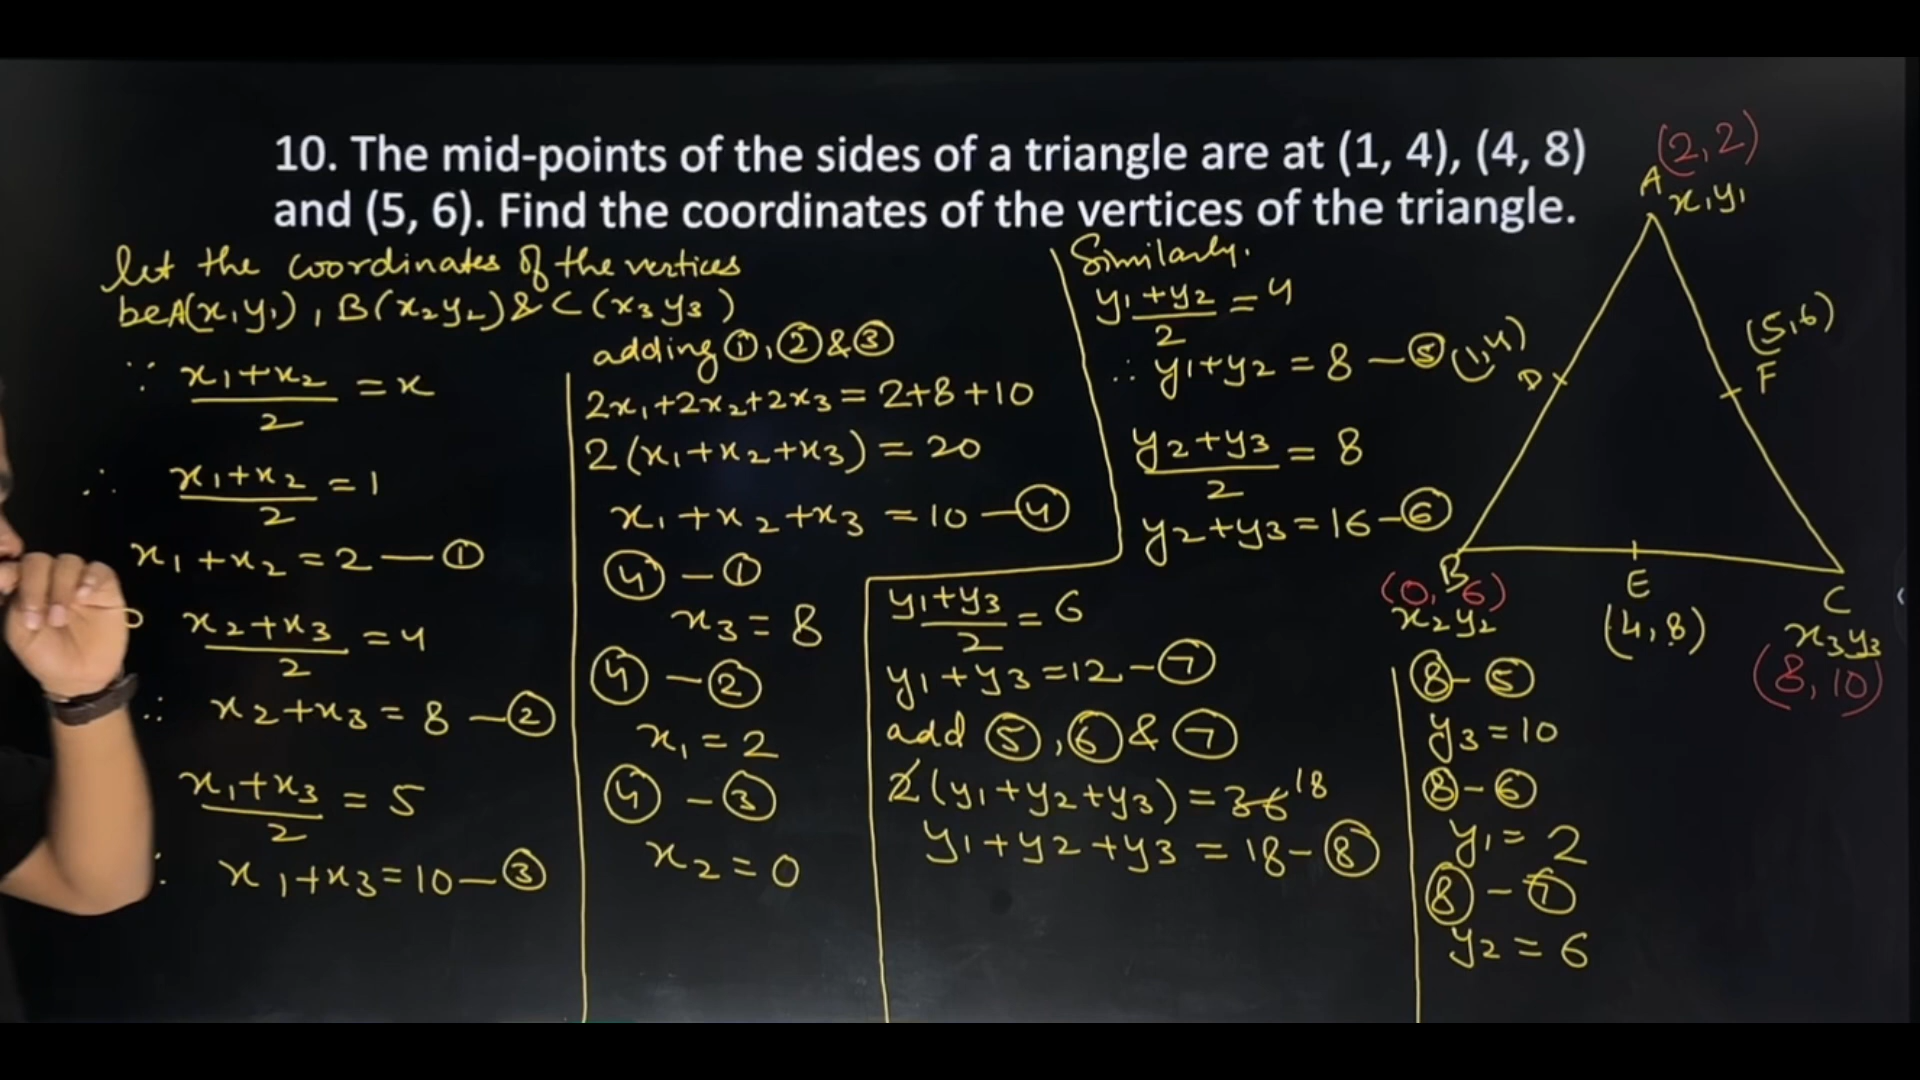 10. The mid-points of the sides of a triangle are at (1, 4), (4, 8)
and (5, 6). Find the coordinates of the vertices of the triangle.
let the coordinates of the vertices
be A(x₁y₁), B(x₂y₂) & C(x₃y₃)
∵ x₁+x₂/2 = x
∴ x₁+x₂/2 = 1
x₁+x₂=2—①
x₂+x₃/2 = 4
∴ x₂+x₃=8—②
x₁+x₃/2 = 5
∴ x₁+x₃=10—③
adding ①,② & ③
2x₁+2x₂+2x₃=2+8+10
2(x₁+x₂+x₃)=20
x₁+x₂+x₃=10—④
④-①
x₃=8
④-②
x₁=2
④-③
x₂=0
Similarly.
y₁+y₂/2 = 4
∴ y₁+y₂=8—⑤
y₂+y₃/2 = 8
y₂+y₃=16-⑥
y₁+y₃/2 = 6
y₁+y₃=12-⑦
add ⑤,⑥ & ⑦
2(y₁+y₂+y₃)=36 18
y₁+y₂+y₃=18-⑧
⑧-⑤
y₃=10
⑧-⑥
y₁=2
⑧-⑦
y₂=6
(2,2)
A
x₁y₁
(1,4)
D
(5,6)
F
B
(0,6)
x₂y₂
E
(4,8)
C
x₃y₃
(8,10)